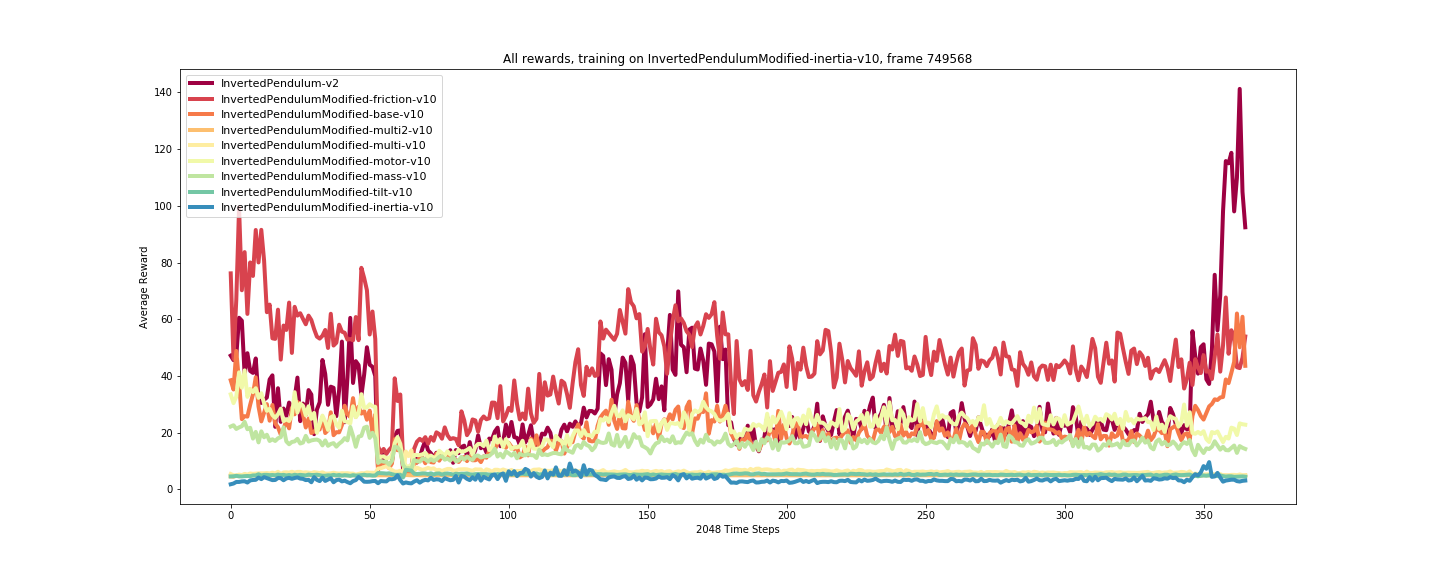 All rewards, training on InvertedPendulumModified-inertia-v10, frame 749568
InvertedPendulum-v2
InvertedPendulumModified-friction-v10
InvertedPendulumModified-base-v10
InvertedPendulumModified-multi2-v10
InvertedPendulumModified-multi-v10
InvertedPendulumModified-motor-v10
InvertedPendulumModified-mass-v10
InvertedPendulumModified-tilt-v10
InvertedPendulumModified-inertia-v10
Average Reward
140
120
100
80
60
40
20
0
0 50 100 150 200 250 300 350
2048 Time Steps